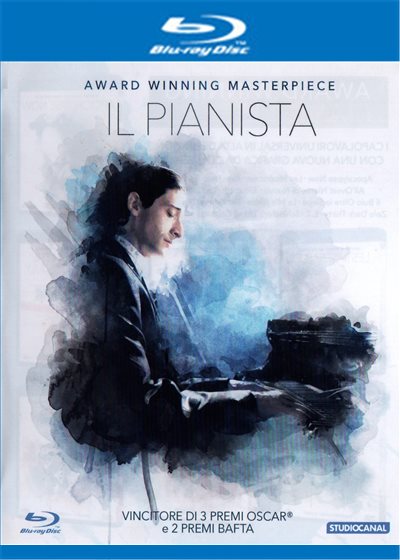 Blu-ray Disc
TM
AWARD WINNING MASTERPIECE
IL PIANISTA
Blu-ray Disc
VINCITORE DI 3 PREMI OSCAR®
e 2 PREMI BAFTA
STUDIOCANAL